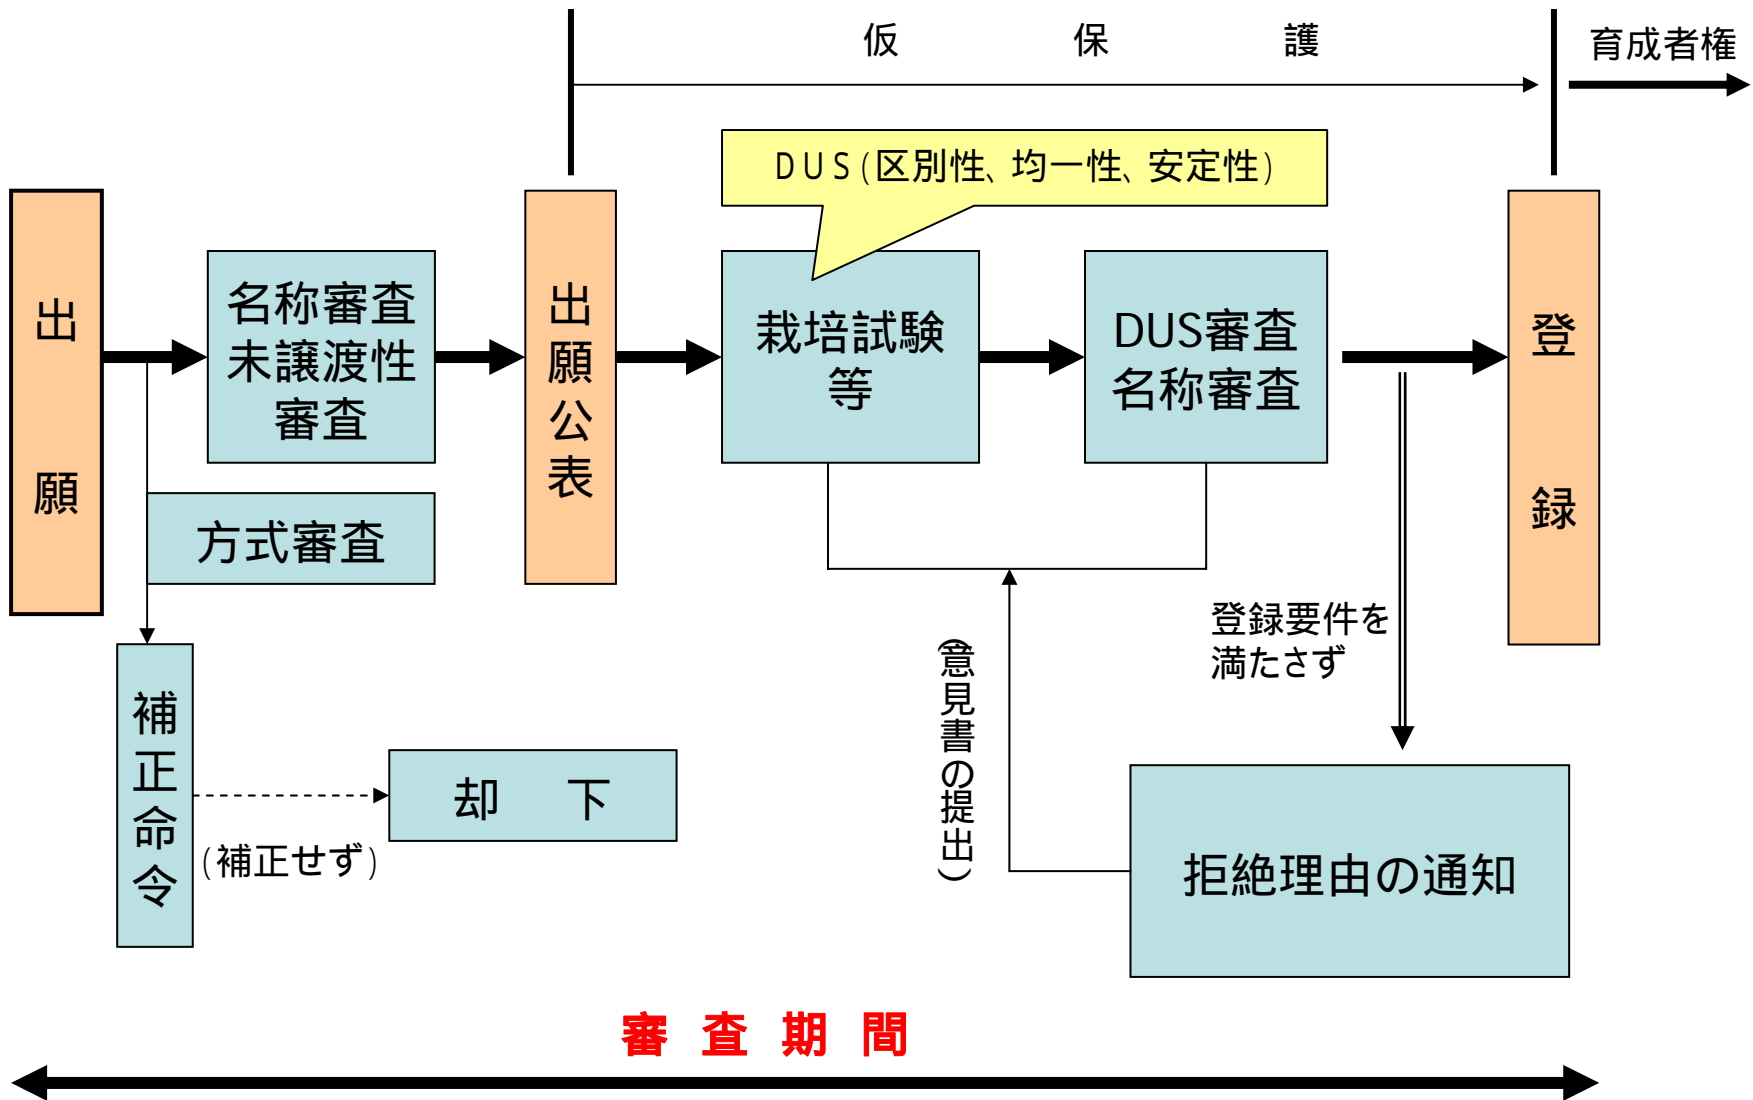 仮保護
育成者権
DUS(区別性、均一性、安定性)
出願
名称審査
未譲渡性
審査
出願公表
栽培試験
等
DUS審査
名称審査
登録
方式審査
登録要件を
満たさず
(意見書の提出)
補正命令
却下
(補正せず)
拒絶理由の通知
審査期間